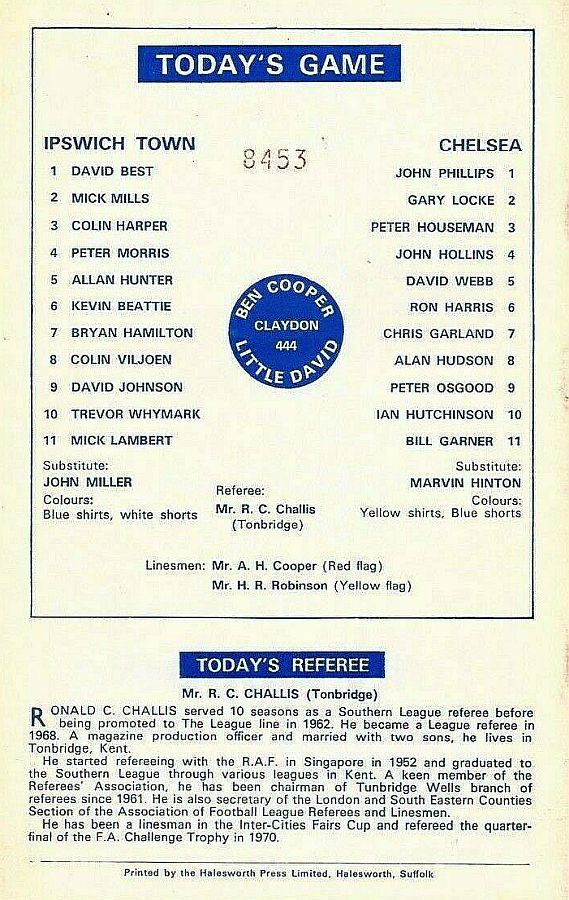 TODAY'S GAME
IPSWICH TOWN
8453
CHELSEA
1 DAVID BEST
JOHN PHILLIPS 1
2 MICK MILLS
GARY LOCKE 2
3 COLIN HARPER
PETER HOUSEMAN 3
4 PETER MORRIS
JOHN HOLLINS 4
5 ALLAN HUNTER
DAVID WEBB 5
6 KEVIN BEATTIE
RON HARRIS 6
7 BRYAN HAMILTON
CHRIS GARLAND 7
8 COLIN VILJOEN
ALAN HUDSON 8
9 DAVID JOHNSON
PETER OSGOOD 9
10 TREVOR WHYMARK
IAN HUTCHINSON 10
11 MICK LAMBERT
BILL GARNER 11
BEN COOPER
CLAYDON
444
LITTLE DAVID
Substitute:
JOHN MILLER
Colours:
Blue shirts, white shorts
Referee:
Mr. R. C. Challis
(Tonbridge)
Substitute:
MARVIN HINTON
Colours:
Yellow shirts, Blue shorts
Linesmen: Mr. A. H. Cooper (Red flag)
Mr. H. R. Robinson (Yellow flag)
TODAY'S REFEREE
Mr. R. C. CHALLIS (Tonbridge)
RONALD C. CHALLIS served 10 seasons as a Southern League referee before
being promoted to The League line in 1962. He became a League referee in
1968. A magazine production officer and married with two sons, he lives in
Tonbridge, Kent.
He started refereeing with the R.A.F. in Singapore in 1952 and graduated to
the Southern League through various leagues in Kent. A keen member of the
Referees' Association, he has been chairman of Tunbridge Wells branch of
referees since 1961. He is also secretary of the London and South Eastern Counties
Section of the Association of Football League Referees and Linesmen.
He has been a linesman in the Inter-Cities Fairs Cup and refereed the quarter-
final of the F.A. Challenge Trophy in 1970.
Printed by the Halesworth Press Limited, Halesworth, Suffolk